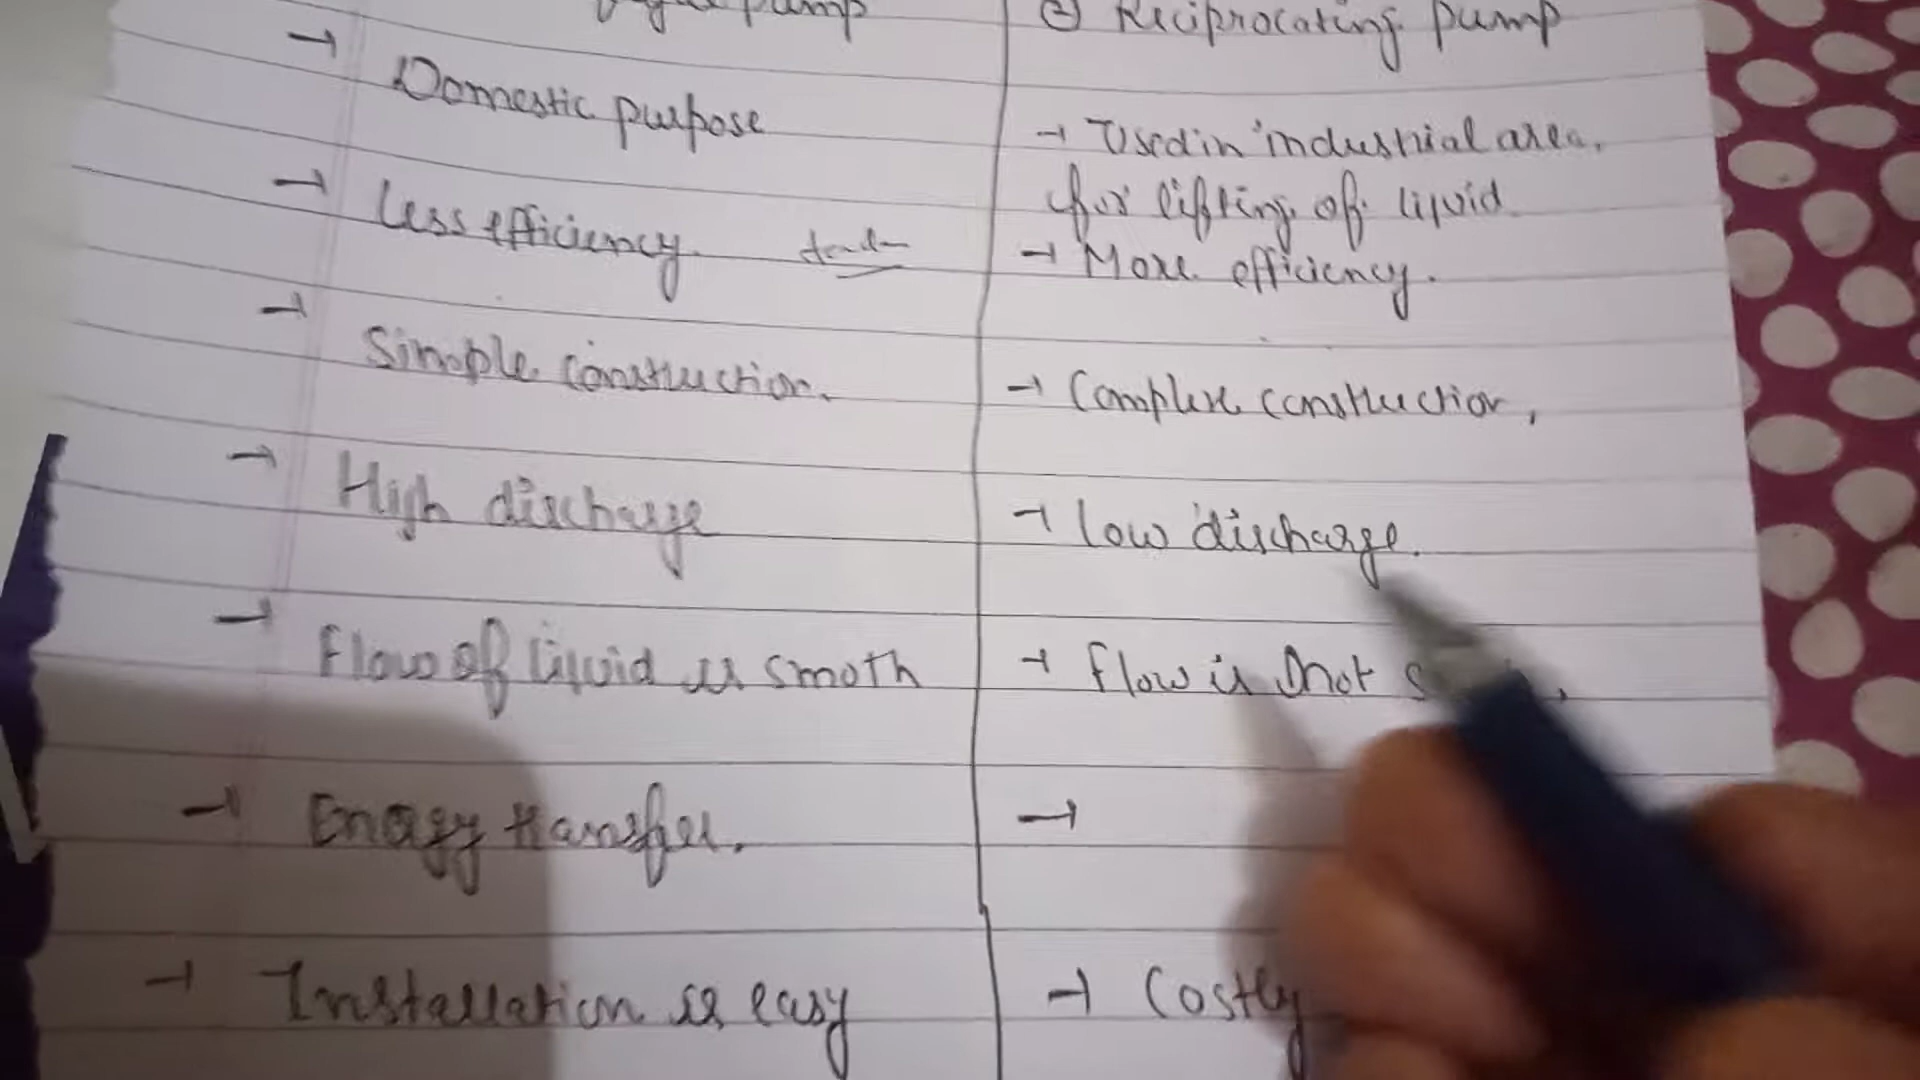 pump
② Reciprocating pump
→ Domestic purpose
→ Used in industrial area.
for lifting of liquid
→ Less efficiency.
→ More efficiency.
→ Simple construction.
→ Complex construction,
→ High discharge
→ low discharge.
→ Flow of liquid is smoth
→ flow is not
→ Energy transfer.
→
→ Installation is easy
→ Costly